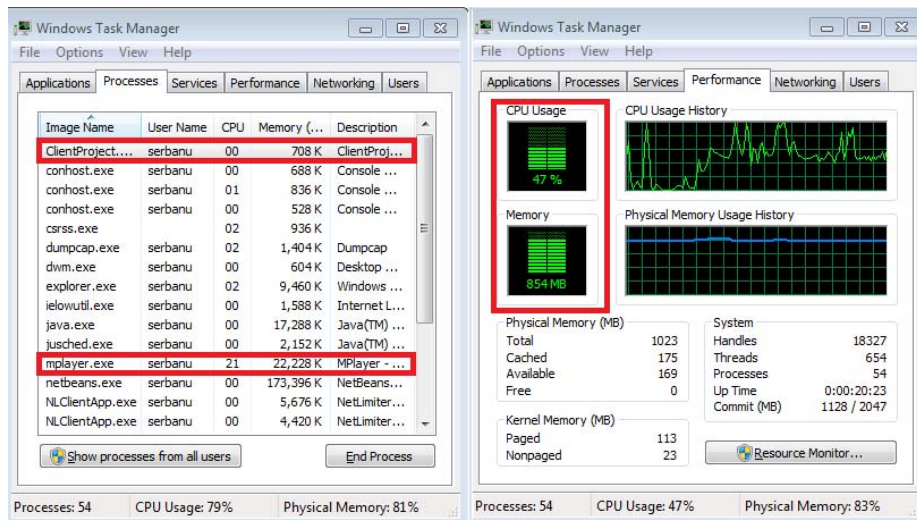 Windows Task Manager
File Options View Help
Applications Processes Services Performance Networking Users
Image Name User Name CPU Memory (... Description
ClientProject.... serbanu 00 708 K ClientProj...
conhost.exe serbanu 00 688 K Console ...
conhost.exe serbanu 01 836 K Console ...
conhost.exe serbanu 00 528 K Console ...
csrss.exe 02 936 K
dumpcap.exe serbanu 02 1,404 K Dumpcap
dwm.exe serbanu 00 604 K Desktop ...
explorer.exe serbanu 02 9,460 K Windows ...
ielowutil.exe serbanu 00 1,588 K Internet L...
java.exe serbanu 00 17,288 K Java(TM) ...
jusched.exe serbanu 00 2,152 K Java(TM) ...
mplayer.exe serbanu 21 22,228 K MPlayer - ...
netbeans.exe serbanu 00 173,396 K NetBeans...
NLClientApp.exe serbanu 00 5,676 K NetLimiter...
NLClientApp.exe serbanu 00 4,420 K NetLimiter...
Show processes from all users End Process
Processes: 54 CPU Usage: 79% Physical Memory: 81%
Windows Task Manager
File Options View Help
Applications Processes Services Performance Networking Users
CPU Usage CPU Usage History
47 %
Memory Physical Memory Usage History
854 MB
Physical Memory (MB) System
Total 1023 Handles 18327
Cached 175 Threads 654
Available 169 Processes 54
Free 0 Up Time 0:00:20:23
Commit (MB) 1128 / 2047
Kernel Memory (MB)
Paged 113
Nonpaged 23
Resource Monitor...
Processes: 54 CPU Usage: 47% Physical Memory: 83%